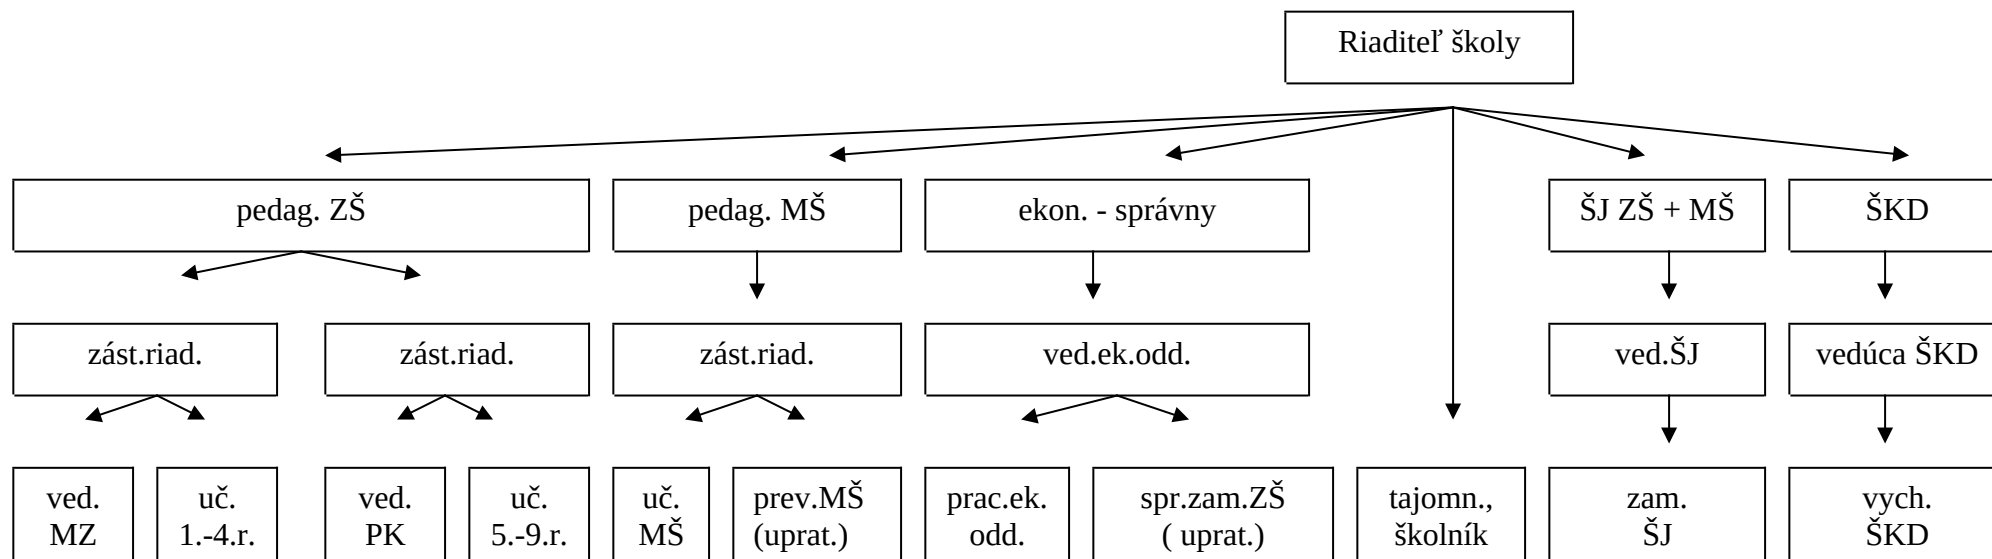 Riaditeľ školy
pedag. ZŠ
pedag. MŠ
ekon. - správny
ŠJ ZŠ + MŠ
ŠKD
zást.riad.
zást.riad.
zást.riad.
ved.ek.odd.
ved.ŠJ
vedúca ŠKD
ved.
MZ
uč.
1.-4.r.
ved.
PK
uč.
5.-9.r.
uč.
MŠ
prev.MŠ
(uprat.)
prac.ek.
odd.
spr.zam.ZŠ
( uprat.)
tajomn.,
školník
zam.
ŠJ
vych.
ŠKD